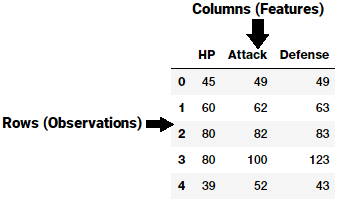 Columns (Features)
HP Attack Defense
0 45 49 49
1 60 62 63
Rows (Observations)
2 80 82 83
3 80 100 123
4 39 52 43